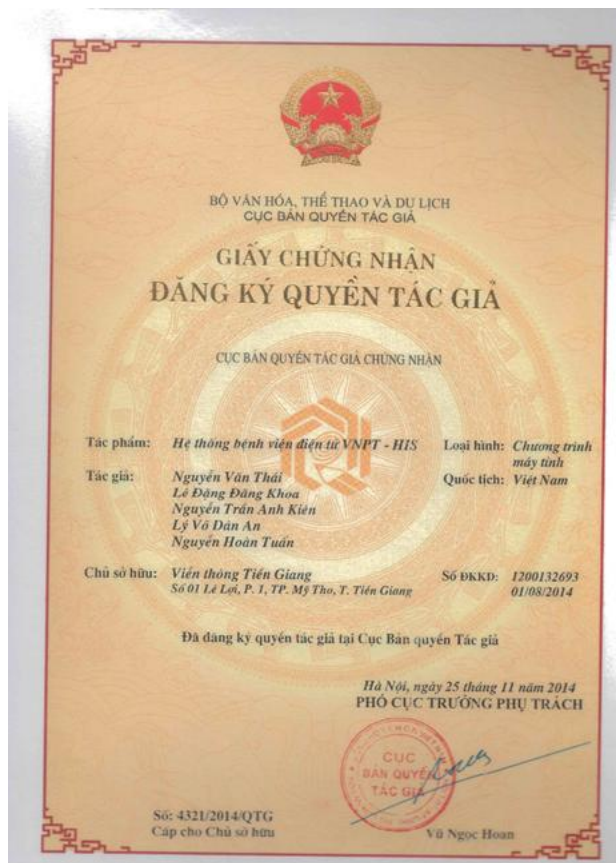 BỘ VĂN HÓA, THỂ THAO VÀ DU LỊCH
CỤC BẢN QUYỀN TÁC GIẢ
GIẤY CHỨNG NHẬN
ĐĂNG KÝ QUYỀN TÁC GIẢ
CỤC BẢN QUYỀN TÁC GIẢ CHỨNG NHẬN
Tác phẩm: Hệ thống bệnh viện điện tử VNPT - HIS Loại hình: Chương trình
máy tính
Tác giả: Nguyễn Văn Thái Quốc tịch: Việt Nam
Lê Đặng Đăng Khoa
Nguyễn Trần Anh Kiên
Lý Võ Đán An
Nguyễn Hoàn Tuấn
Chủ sở hữu: Viễn thông Tiền Giang Số ĐKKD: 1200132693
Số 01 Lê Lợi, P. 1, TP. Mỹ Tho, T. Tiền Giang 01/08/2014
Đã đăng ký quyền tác giả tại Cục Bản quyền Tác giả
Hà Nội, ngày 25 tháng 11 năm 2014
PHÓ CỤC TRƯỞNG PHỤ TRÁCH
CỤC
BẢN QUYỀN
TÁC GIẢ
Số: 4321/2014/QTG
Cấp cho Chủ sở hữu Vũ Ngọc Hoan